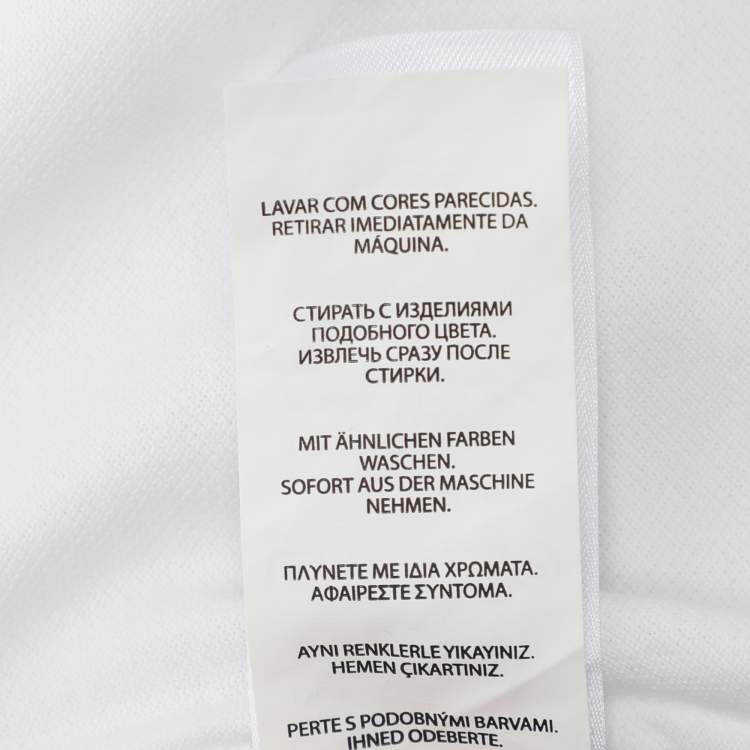 LAVAR COM CORES PARECIDAS.
RETIRAR IMEDIATAMENTE DA
MÁQUINA.
СТИРАТЬ С ИЗДЕЛИЯМИ
ПОДОБНОГО ЦВЕТА.
ИЗВЛЕЧЬ СРАЗУ ПОСЛЕ
СТИРКИ.
MIT ÄHNLICHEN FARBEN
WASCHEN.
SOFORT AUS DER MASCHINE
NEHMEN.
ΠΛΥΝΕΤΕ ΜΕ ΙΔΙΑ ΧΡΩΜΑΤΑ.
ΑΦΑΙΡΕΣΤΕ ΣΥΝΤΟΜΑ.
AYNI RENKLERLE YIKAYINIZ.
HEMEN ÇIKARTINIZ.
PERTE S PODOBNÝMI BARVAMI.
IHNED ODEBERTE.